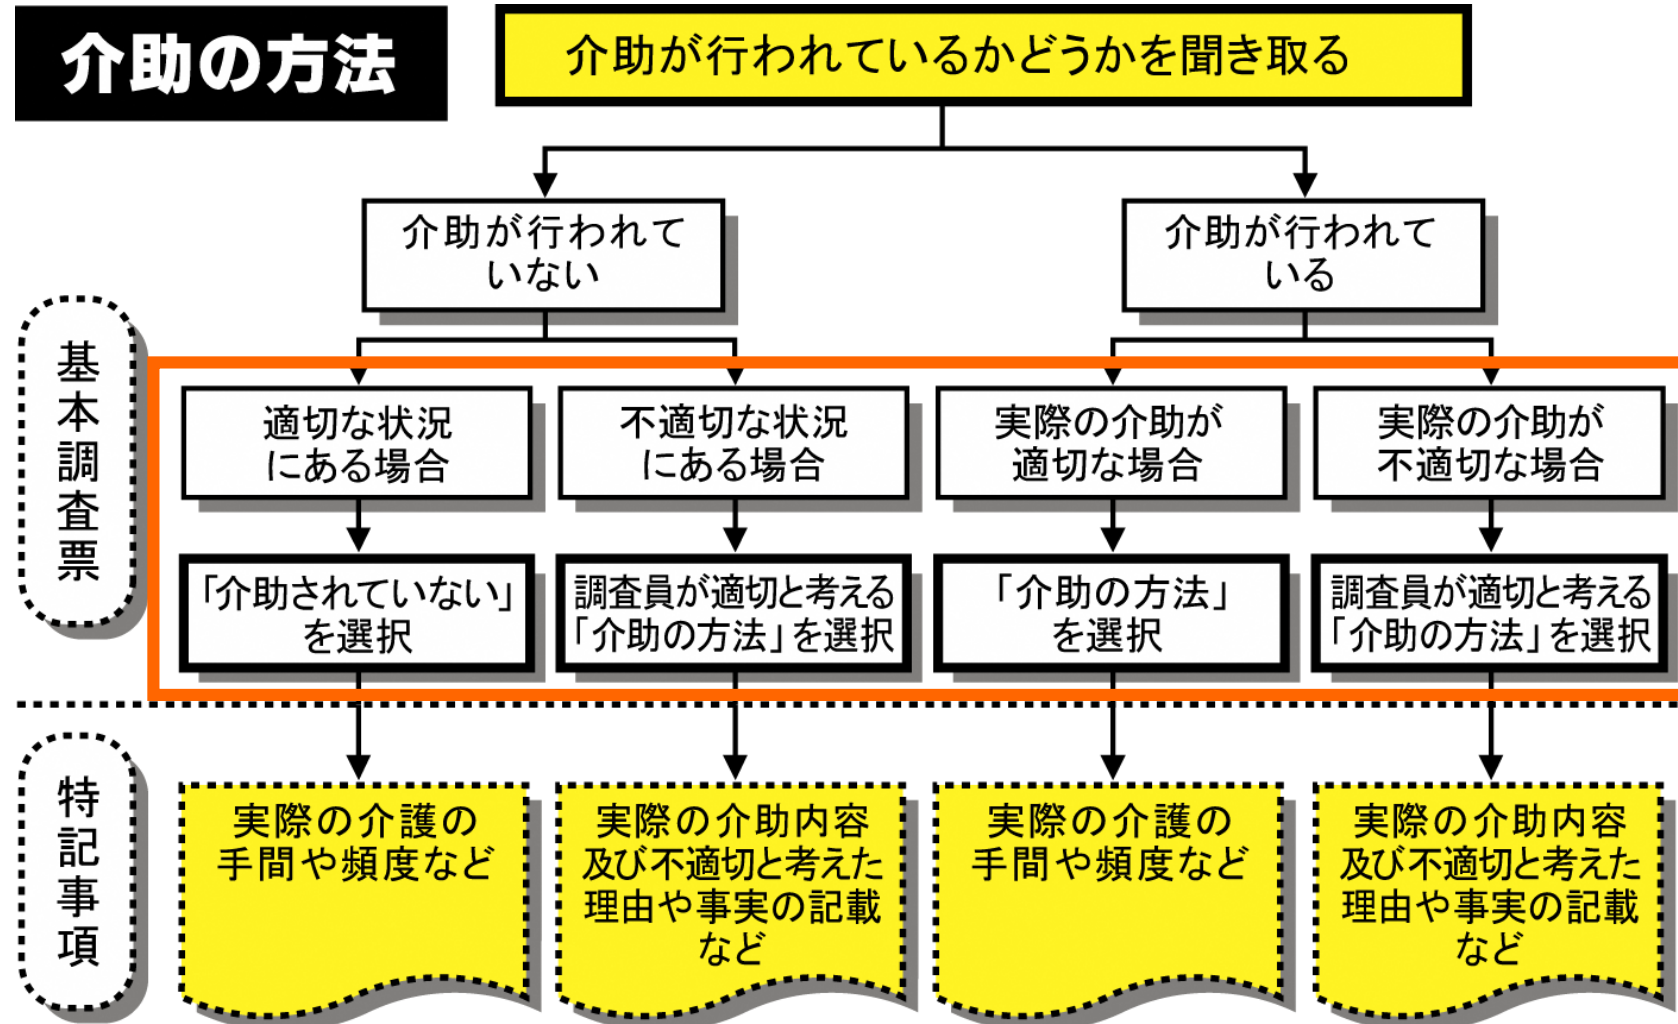 介助の方法
介助が行われているかどうかを聞き取る
介助が行われて
いない
介助が行われて
いる
基本調査票
適切な状況
にある場合
不適切な状況
にある場合
実際の介助が
適切な場合
実際の介助が
不適切な場合
「介助されていない」
を選択
調査員が適切と考える
「介助の方法」を選択
「介助の方法」
を選択
調査員が適切と考える
「介助の方法」を選択
特記事項
実際の介護の
手間や頻度など
実際の介助内容
及び不適切と考えた
理由や事実の記載
など
実際の介護の
手間や頻度など
実際の介助内容
及び不適切と考えた
理由や事実の記載
など